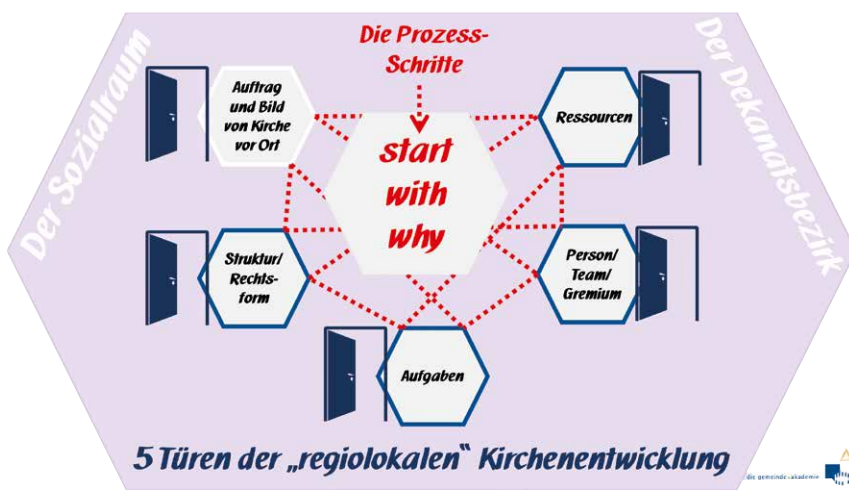 Der Sozialraum
Die Prozess-
Schritte
Der Dekanatsbezirk
Auftrag
und Bild
von Kirche
vor Ort
start
with
why
Ressourcen
Struktur/
Rechts-
form
Person/
Team/
Gremium
Aufgaben
5 Türen der „regiolokalen“ Kirchenentwicklung
die gemeinde-akademie